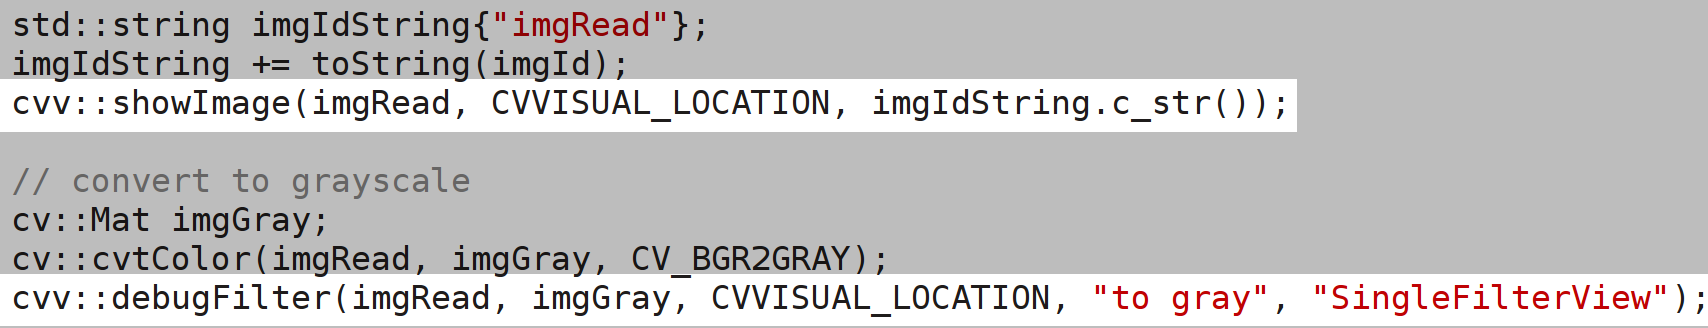 std::string imgIdString{"imgRead"};
imgIdString += toString(imgId);
cvv::showImage(imgRead, CVVISUAL_LOCATION, imgIdString.c_str());
// convert to grayscale
cv::Mat imgGray;
cv::cvtColor(imgRead, imgGray, CV_BGR2GRAY);
cvv::debugFilter(imgRead, imgGray, CVVISUAL_LOCATION, "to gray", "SingleFilterView");